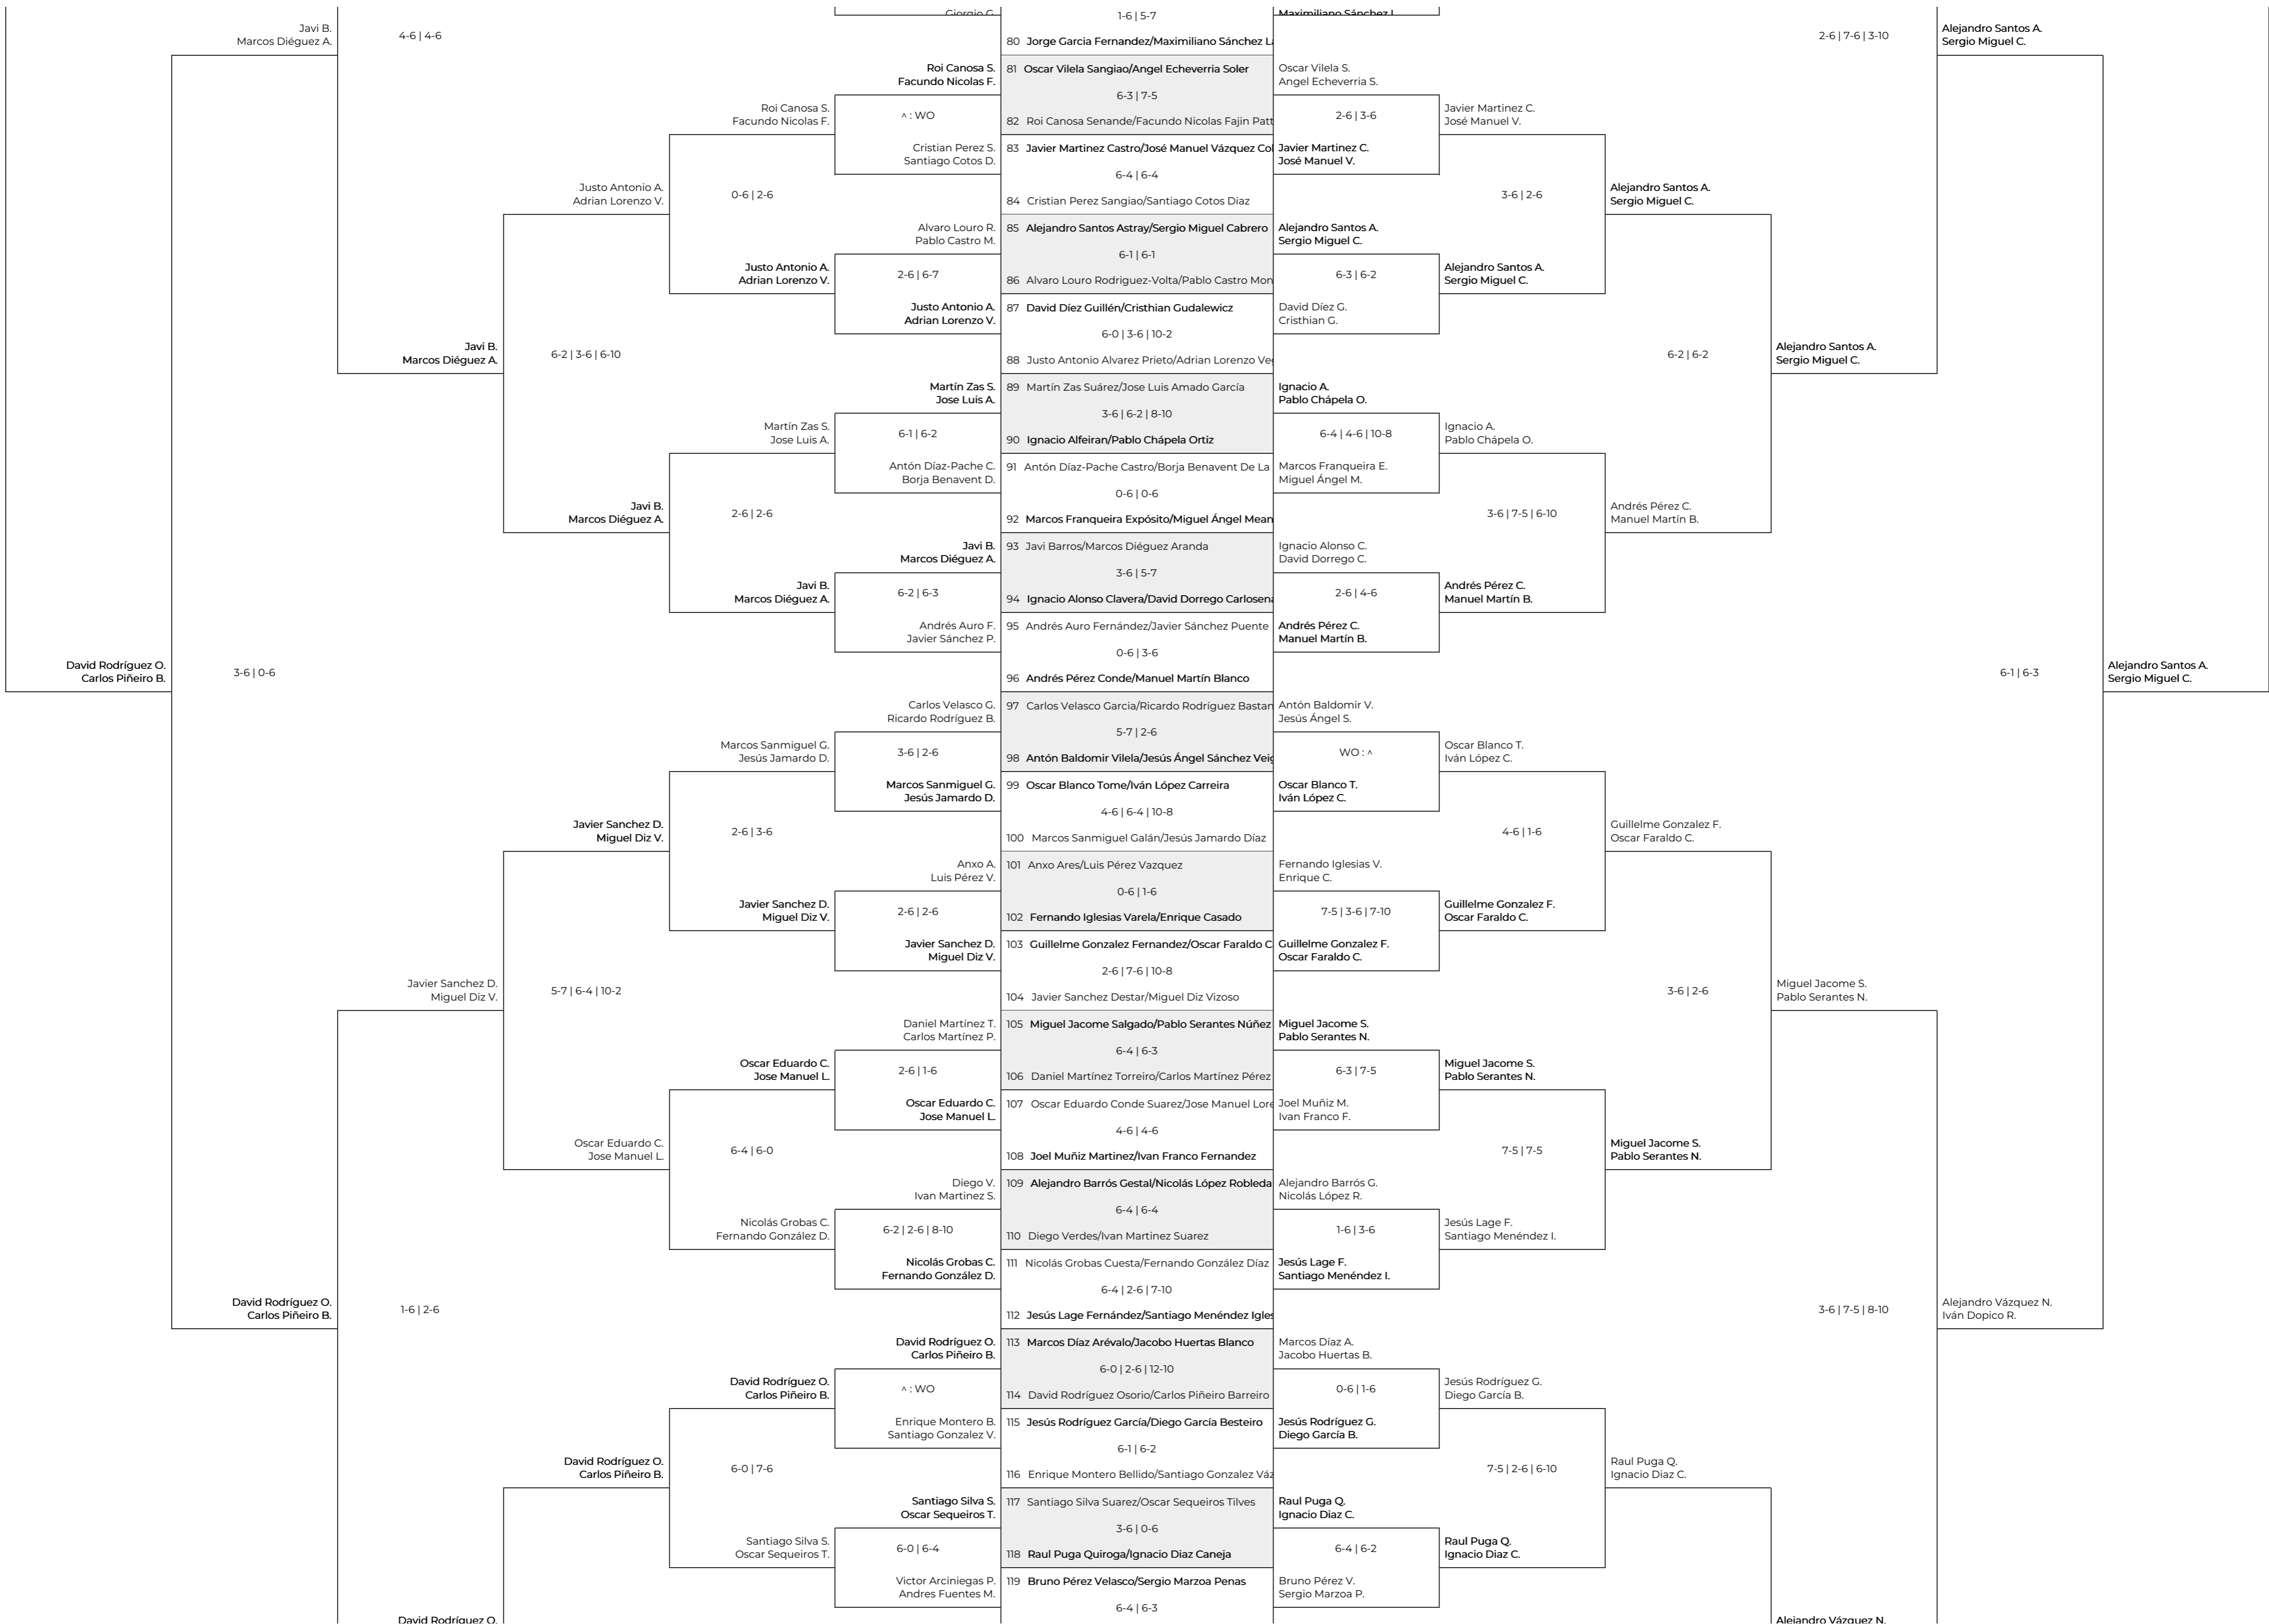 David Rodríguez O.
Carlos Piñeiro B.
Javi B.
Marcos Diéguez A.
3-6 | 0-6
David Rodríguez O.
Carlos Piñeiro B.
4-6 | 4-6
Javi B.
Marcos Diéguez A.
Javier Sanchez D.
Miguel Diz V.
1-6 | 2-6
David Rodríguez O.
Justo Antonio A.
Adrian Lorenzo V.
6-2 | 3-6 | 6-10
Javi B.
Marcos Diéguez A.
Javier Sanchez D.
Miguel Diz V.
5-7 | 6-4 | 10-2
Oscar Eduardo C.
Jose Manuel L.
David Rodríguez O.
Carlos Piñeiro B.
Roi Canosa S.
Facundo Nicolas F.
0-6 | 2-6
Justo Antonio A.
Adrian Lorenzo V.
Martín Zas S.
Jose Luis A.
2-6 | 2-6
Javi B.
Marcos Diéguez A.
Marcos Sanmiguel G.
Jesús Jamardo D.
2-6 | 3-6
Javier Sanchez D.
Miguel Diz V.
Oscar Eduardo C.
Jose Manuel L.
6-4 | 6-0
Nicolás Grobas C.
Fernando González D.
David Rodríguez O.
Carlos Piñeiro B.
6-0 | 7-6
Santiago Silva S.
Oscar Sequeiros T.
Giorgio G.
Roi Canosa S.
Facundo Nicolas F.
^ : WO
Cristian Perez S.
Santiago Cotos D.
Alvaro Louro R.
Pablo Castro M.
2-6 | 6-7
Justo Antonio A.
Adrian Lorenzo V.
Martín Zas S.
Jose Luis A.
6-1 | 6-2
Antón Díaz-Pache C.
Borja Benavent D.
Javi B.
Marcos Diéguez A.
6-2 | 6-3
Andrés Auro F.
Javier Sánchez P.
Carlos Velasco G.
Ricardo Rodríguez B.
3-6 | 2-6
Marcos Sanmiguel G.
Jesús Jamardo D.
Anxo A.
Luis Pérez V.
2-6 | 2-6
Javier Sanchez D.
Miguel Diz V.
Daniel Martínez T.
Carlos Martínez P.
2-6 | 1-6
Oscar Eduardo C.
Jose Manuel L.
Diego V.
Ivan Martinez S.
6-2 | 2-6 | 8-10
Nicolás Grobas C.
Fernando González D.
David Rodríguez O.
Carlos Piñeiro B.
^ : WO
Enrique Montero B.
Santiago Gonzalez V.
Santiago Silva S.
Oscar Sequeiros T.
6-0 | 6-4
Victor Arciniegas P.
Andres Fuentes M.
1-6 | 5-7
80 Jorge Garcia Fernandez/Maximiliano Sánchez La
81 Oscar Vilela Sangiao/Angel Echeverria Soler
6-3 | 7-5
82 Roi Canosa Senande/Facundo Nicolas Fajin Patt
83 Javier Martinez Castro/José Manuel Vázquez Col
6-4 | 6-4
84 Cristian Perez Sangiao/Santiago Cotos Diaz
85 Alejandro Santos Astray/Sergio Miguel Cabrero
6-1 | 6-1
86 Alvaro Louro Rodriguez-Volta/Pablo Castro Mon
87 David Díez Guillén/Cristhian Gudalewicz
6-0 | 3-6 | 10-2
88 Justo Antonio Alvarez Prieto/Adrian Lorenzo Veg
89 Martín Zas Suárez/Jose Luis Amado García
3-6 | 6-2 | 8-10
90 Ignacio Alfeiran/Pablo Chápela Ortiz
91 Antón Díaz-Pache Castro/Borja Benavent De La
0-6 | 0-6
92 Marcos Franqueira Expósito/Miguel Ángel Mean
93 Javi Barros/Marcos Diéguez Aranda
3-6 | 5-7
94 Ignacio Alonso Clavera/David Dorrego Carlosena
95 Andrés Auro Fernández/Javier Sánchez Puente
0-6 | 3-6
96 Andrés Pérez Conde/Manuel Martín Blanco
97 Carlos Velasco Garcia/Ricardo Rodríguez Bastan
5-7 | 2-6
98 Antón Baldomir Vilela/Jesús Ángel Sánchez Veig
99 Oscar Blanco Tome/Iván López Carreira
4-6 | 6-4 | 10-8
100 Marcos Sanmiguel Galán/Jesús Jamardo Díaz
101 Anxo Ares/Luis Pérez Vazquez
0-6 | 1-6
102 Fernando Iglesias Varela/Enrique Casado
103 Guillelme Gonzalez Fernandez/Oscar Faraldo C
2-6 | 7-6 | 10-8
104 Javier Sanchez Destar/Miguel Diz Vizoso
105 Miguel Jacome Salgado/Pablo Serantes Núñez
6-4 | 6-3
106 Daniel Martínez Torreiro/Carlos Martínez Pérez
107 Oscar Eduardo Conde Suarez/Jose Manuel Lore
4-6 | 4-6
108 Joel Muñiz Martinez/Ivan Franco Fernandez
109 Alejandro Barrós Gestal/Nicolás López Robleda
6-4 | 6-4
110 Diego Verdes/Ivan Martinez Suarez
111 Nicolás Grobas Cuesta/Fernando González Díaz
6-4 | 2-6 | 7-10
112 Jesús Lage Fernández/Santiago Menéndez Igles
113 Marcos Díaz Arévalo/Jacobo Huertas Blanco
6-0 | 2-6 | 12-10
114 David Rodríguez Osorio/Carlos Piñeiro Barreiro
115 Jesús Rodríguez García/Diego García Besteiro
6-1 | 6-2
116 Enrique Montero Bellido/Santiago Gonzalez Váz
117 Santiago Silva Suarez/Oscar Sequeiros Tilves
3-6 | 0-6
118 Raul Puga Quiroga/Ignacio Diaz Caneja
119 Bruno Pérez Velasco/Sergio Marzoa Penas
6-4 | 6-3
Maximiliano Sánchez L
Oscar Vilela S.
Angel Echeverria S.
2-6 | 3-6
Javier Martinez C.
José Manuel V.
Alejandro Santos A.
Sergio Miguel C.
6-3 | 6-2
David Díez G.
Cristhian G.
Ignacio A.
Pablo Chápela O.
6-4 | 4-6 | 10-8
Marcos Franqueira E.
Miguel Ángel M.
Ignacio Alonso C.
David Dorrego C.
2-6 | 4-6
Andrés Pérez C.
Manuel Martín B.
Antón Baldomir V.
Jesús Ángel S.
WO : ^
Oscar Blanco T.
Iván López C.
Fernando Iglesias V.
Enrique C.
7-5 | 3-6 | 7-10
Guillelme Gonzalez F.
Oscar Faraldo C.
Miguel Jacome S.
Pablo Serantes N.
6-3 | 7-5
Joel Muñiz M.
Ivan Franco F.
Alejandro Barrós G.
Nicolás López R.
1-6 | 3-6
Jesús Lage F.
Santiago Menéndez I.
Marcos Díaz A.
Jacobo Huertas B.
0-6 | 1-6
Jesús Rodríguez G.
Diego García B.
Raul Puga Q.
Ignacio Diaz C.
6-4 | 6-2
Bruno Pérez V.
Sergio Marzoa P.
Javier Martinez C.
José Manuel V.
3-6 | 2-6
Alejandro Santos A.
Sergio Miguel C.
Ignacio A.
Pablo Chápela O.
3-6 | 7-5 | 6-10
Andrés Pérez C.
Manuel Martín B.
Oscar Blanco T.
Iván López C.
4-6 | 1-6
Guillelme Gonzalez F.
Oscar Faraldo C.
Miguel Jacome S.
Pablo Serantes N.
7-5 | 7-5
Jesús Lage F.
Santiago Menéndez I.
Jesús Rodríguez G.
Diego García B.
7-5 | 2-6 | 6-10
Raul Puga Q.
Ignacio Diaz C.
Alejandro Santos A.
Sergio Miguel C.
6-2 | 6-2
Andrés Pérez C.
Manuel Martín B.
Guillelme Gonzalez F.
Oscar Faraldo C.
3-6 | 2-6
Miguel Jacome S.
Pablo Serantes N.
Raul Puga Q.
Ignacio Diaz C.
2-6 | 7-6 | 3-10
Alejandro Santos A.
Sergio Miguel C.
Miguel Jacome S.
Pablo Serantes N.
3-6 | 7-5 | 8-10
Alejandro Vázquez N.
Alejandro Santos A.
Sergio Miguel C.
6-1 | 6-3
Alejandro Vázquez N.
Iván Dopico R.
Alejandro Santos A.
Sergio Miguel C.